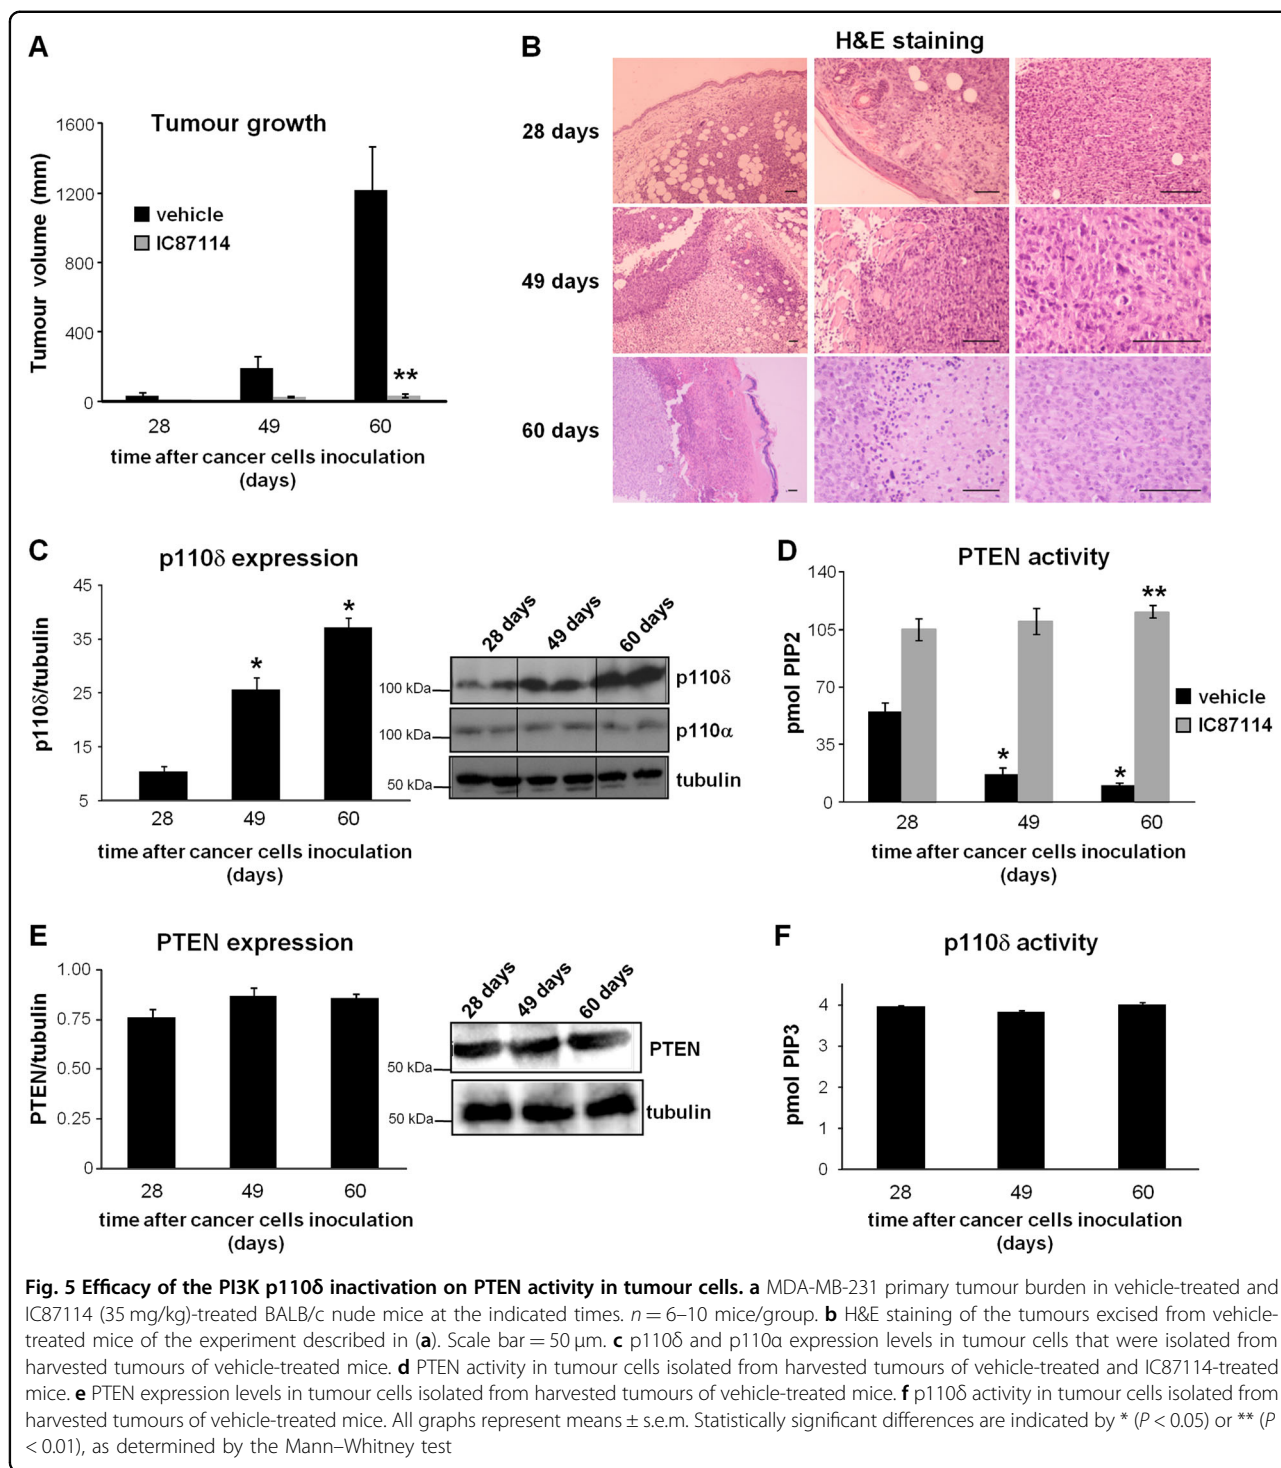 A
Tumour growth
1600
1200
800
400
0
Tumour volume (mm)
vehicle
IC87114
**
28 49 60
time after cancer cells inoculation
(days)
B
H&E staining
28 days
49 days
60 days
C
p110δ expression
45
35
25
15
5
p110δ/tubulin
*
*
28 49 60
time after cancer cells inoculation
(days)
28 days 49 days 60 days
100 kDa
p110δ
100 kDa
p110α
50 kDa
tubulin
D
PTEN activity
140
105
70
35
0
pmol PIP2
**
*
*
vehicle
IC87114
28 49 60
time after cancer cells inoculation
(days)
E
PTEN expression
1.00
0.75
0.50
0.25
0
PTEN/tubulin
28 49 60
time after cancer cells inoculation
(days)
28 days 49 days 60 days
50 kDa
PTEN
50 kDa
tubulin
F
p110δ activity
4
3
2
1
0
pmol PIP3
28 49 60
time after cancer cells inoculation
(days)
Fig. 5 Efficacy of the PI3K p110δ inactivation on PTEN activity in tumour cells. a MDA-MB-231 primary tumour burden in vehicle-treated and
IC87114 (35 mg/kg)-treated BALB/c nude mice at the indicated times. n = 6–10 mice/group. b H&E staining of the tumours excised from vehicle-
treated mice of the experiment described in (a). Scale bar = 50 µm. c p110δ and p110α expression levels in tumour cells that were isolated from
harvested tumours of vehicle-treated mice. d PTEN activity in tumour cells isolated from harvested tumours of vehicle-treated and IC87114-treated
mice. e PTEN expression levels in tumour cells isolated from harvested tumours of vehicle-treated mice. f p110δ activity in tumour cells isolated from
harvested tumours of vehicle-treated mice. All graphs represent means ± s.e.m. Statistically significant differences are indicated by * (P < 0.05) or ** (P
< 0.01), as determined by the Mann–Whitney test